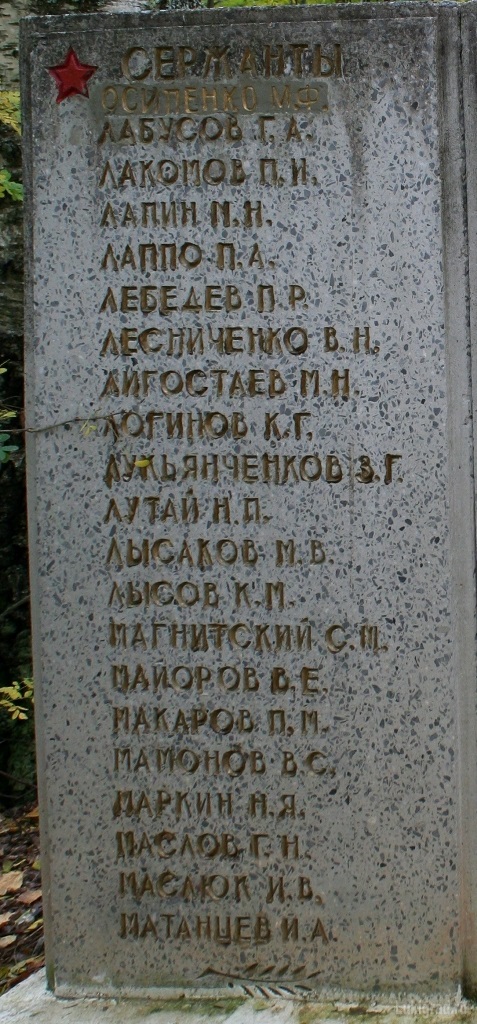 СЕРЖАНТЫ
ОСИПЕНКО М.Ф.
ЛАБУСОВ Г.А.
ЛАКОМОВ П.И.
ЛАПИН М.Н.
ЛАППО П.А.
ЛЕБЕДЕВ П.Р.
ЛЕСНИЧЕНКО В.Н.
ЛЙГОСТАЕВ М.Н.
ЛОГИНОВ К.Г.
ЛУКЬЯНЧЕНКОВ З.Г.
ЛУТАЙ Н.П.
ЛЫСАКОВ М.В.
ЛЫСОВ К.М.
МАГНИТСКИЙ С.М.
МАЙОРОВ В.Е.
МАКАРОВ П.М.
МАМОНОВ В.С.
МАРКИН Н.Я.
МАСЛОВ Г.Н.
МАСЛЮК И.В.
МАТАНЦЕВ И.А.